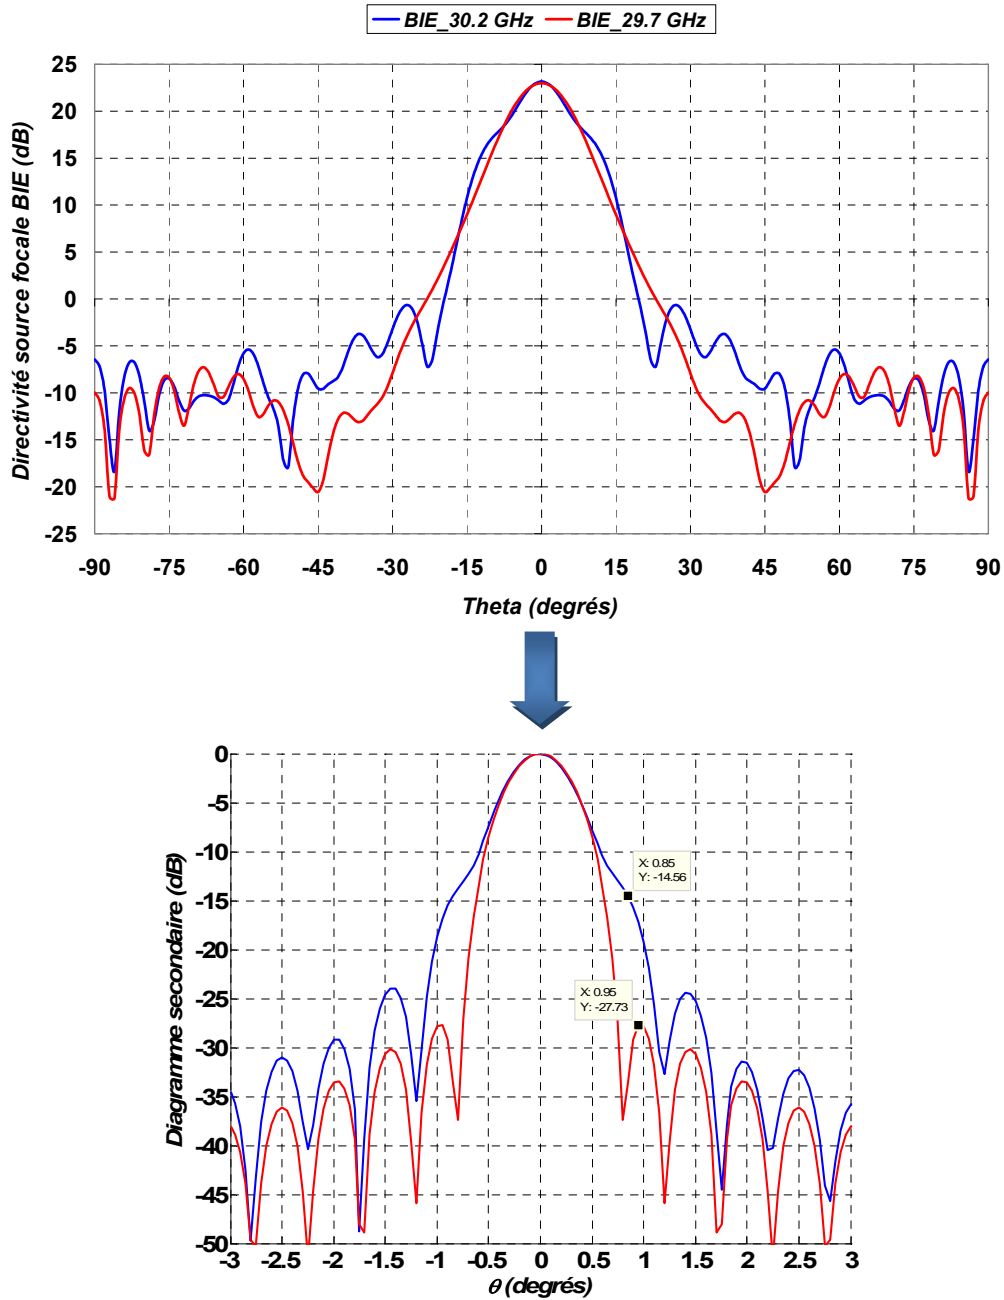 BIE_30.2 GHz BIE_29.7 GHz
Directivité source focale BIE (dB)
25
20
15
10
5
0
-5
-10
-15
-20
-25
-90 -75 -60 -45 -30 -15 0 15 30 45 60 75 90
Theta (degrés)
Diagramme secondaire (dB)
0
-5
-10
-15
-20
-25
-30
-35
-40
-45
-50
X: 0.85
Y: -14.56
X: 0.95
Y: -27.73
-3 -2.5 -2 -1.5 -1 -0.5 0 0.5 1 1.5 2 2.5 3
θ (degrés)